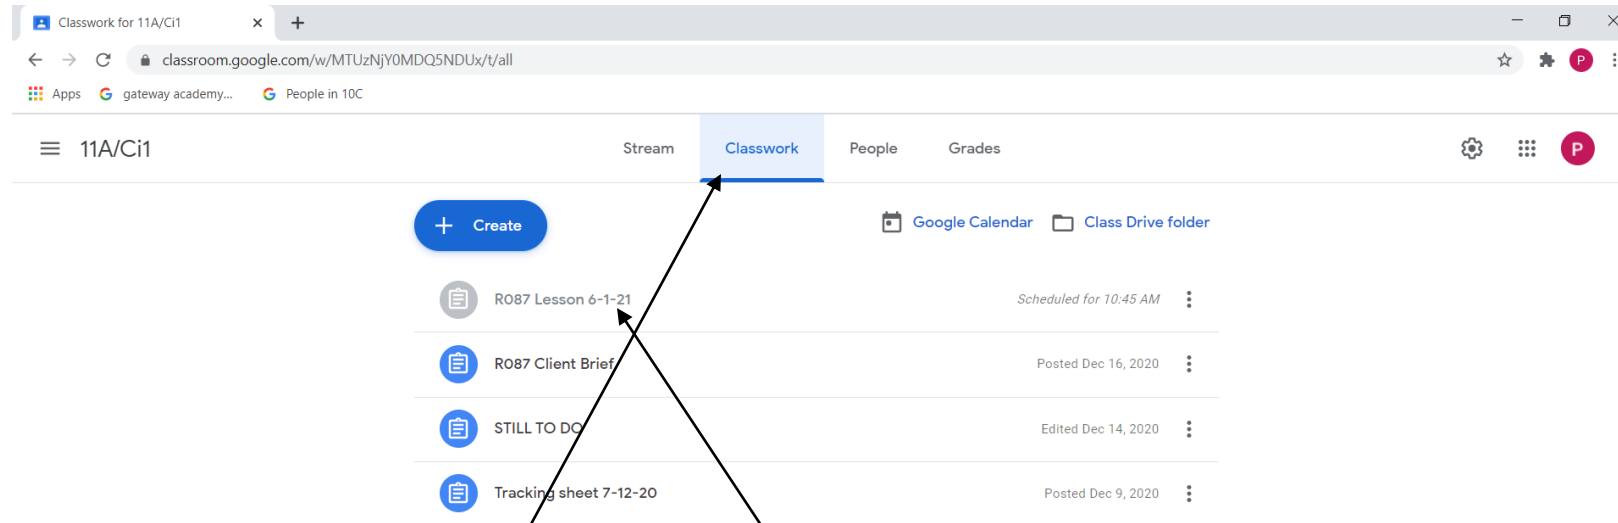 Classwork for 11A/Ci1
classroom.google.com/w/MTUzNjY0MDQ5NDUx/t/all
P
Apps G gateway academy... G People in 10C
11A/Ci1 Stream Classwork People Grades P
Create Google Calendar Class Drive folder
R087 Lesson 6-1-21 Scheduled for 10:45 AM
R087 Client Brief Posted Dec 16, 2020
STILL TO DO Edited Dec 14, 2020
Tracking sheet 7-12-20 Posted Dec 9, 2020